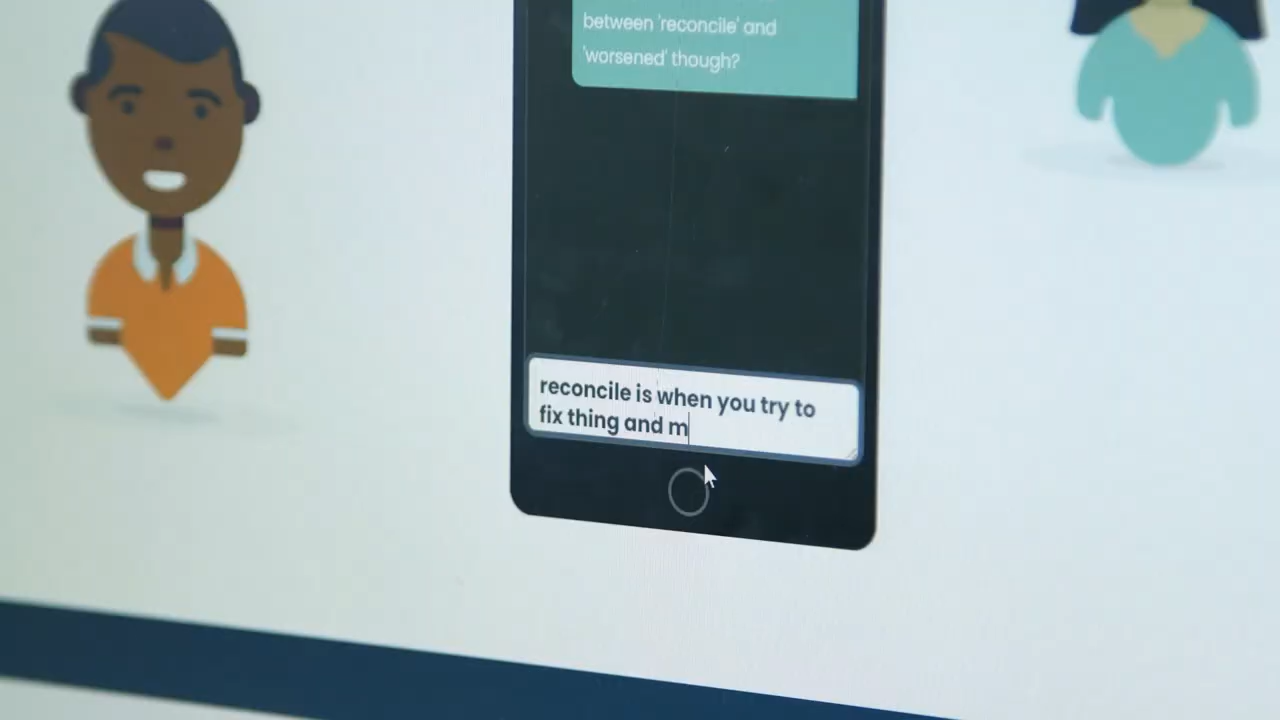 between 'reconcile' and
'worsened' though?
reconcile is when you try to
fix thing and m